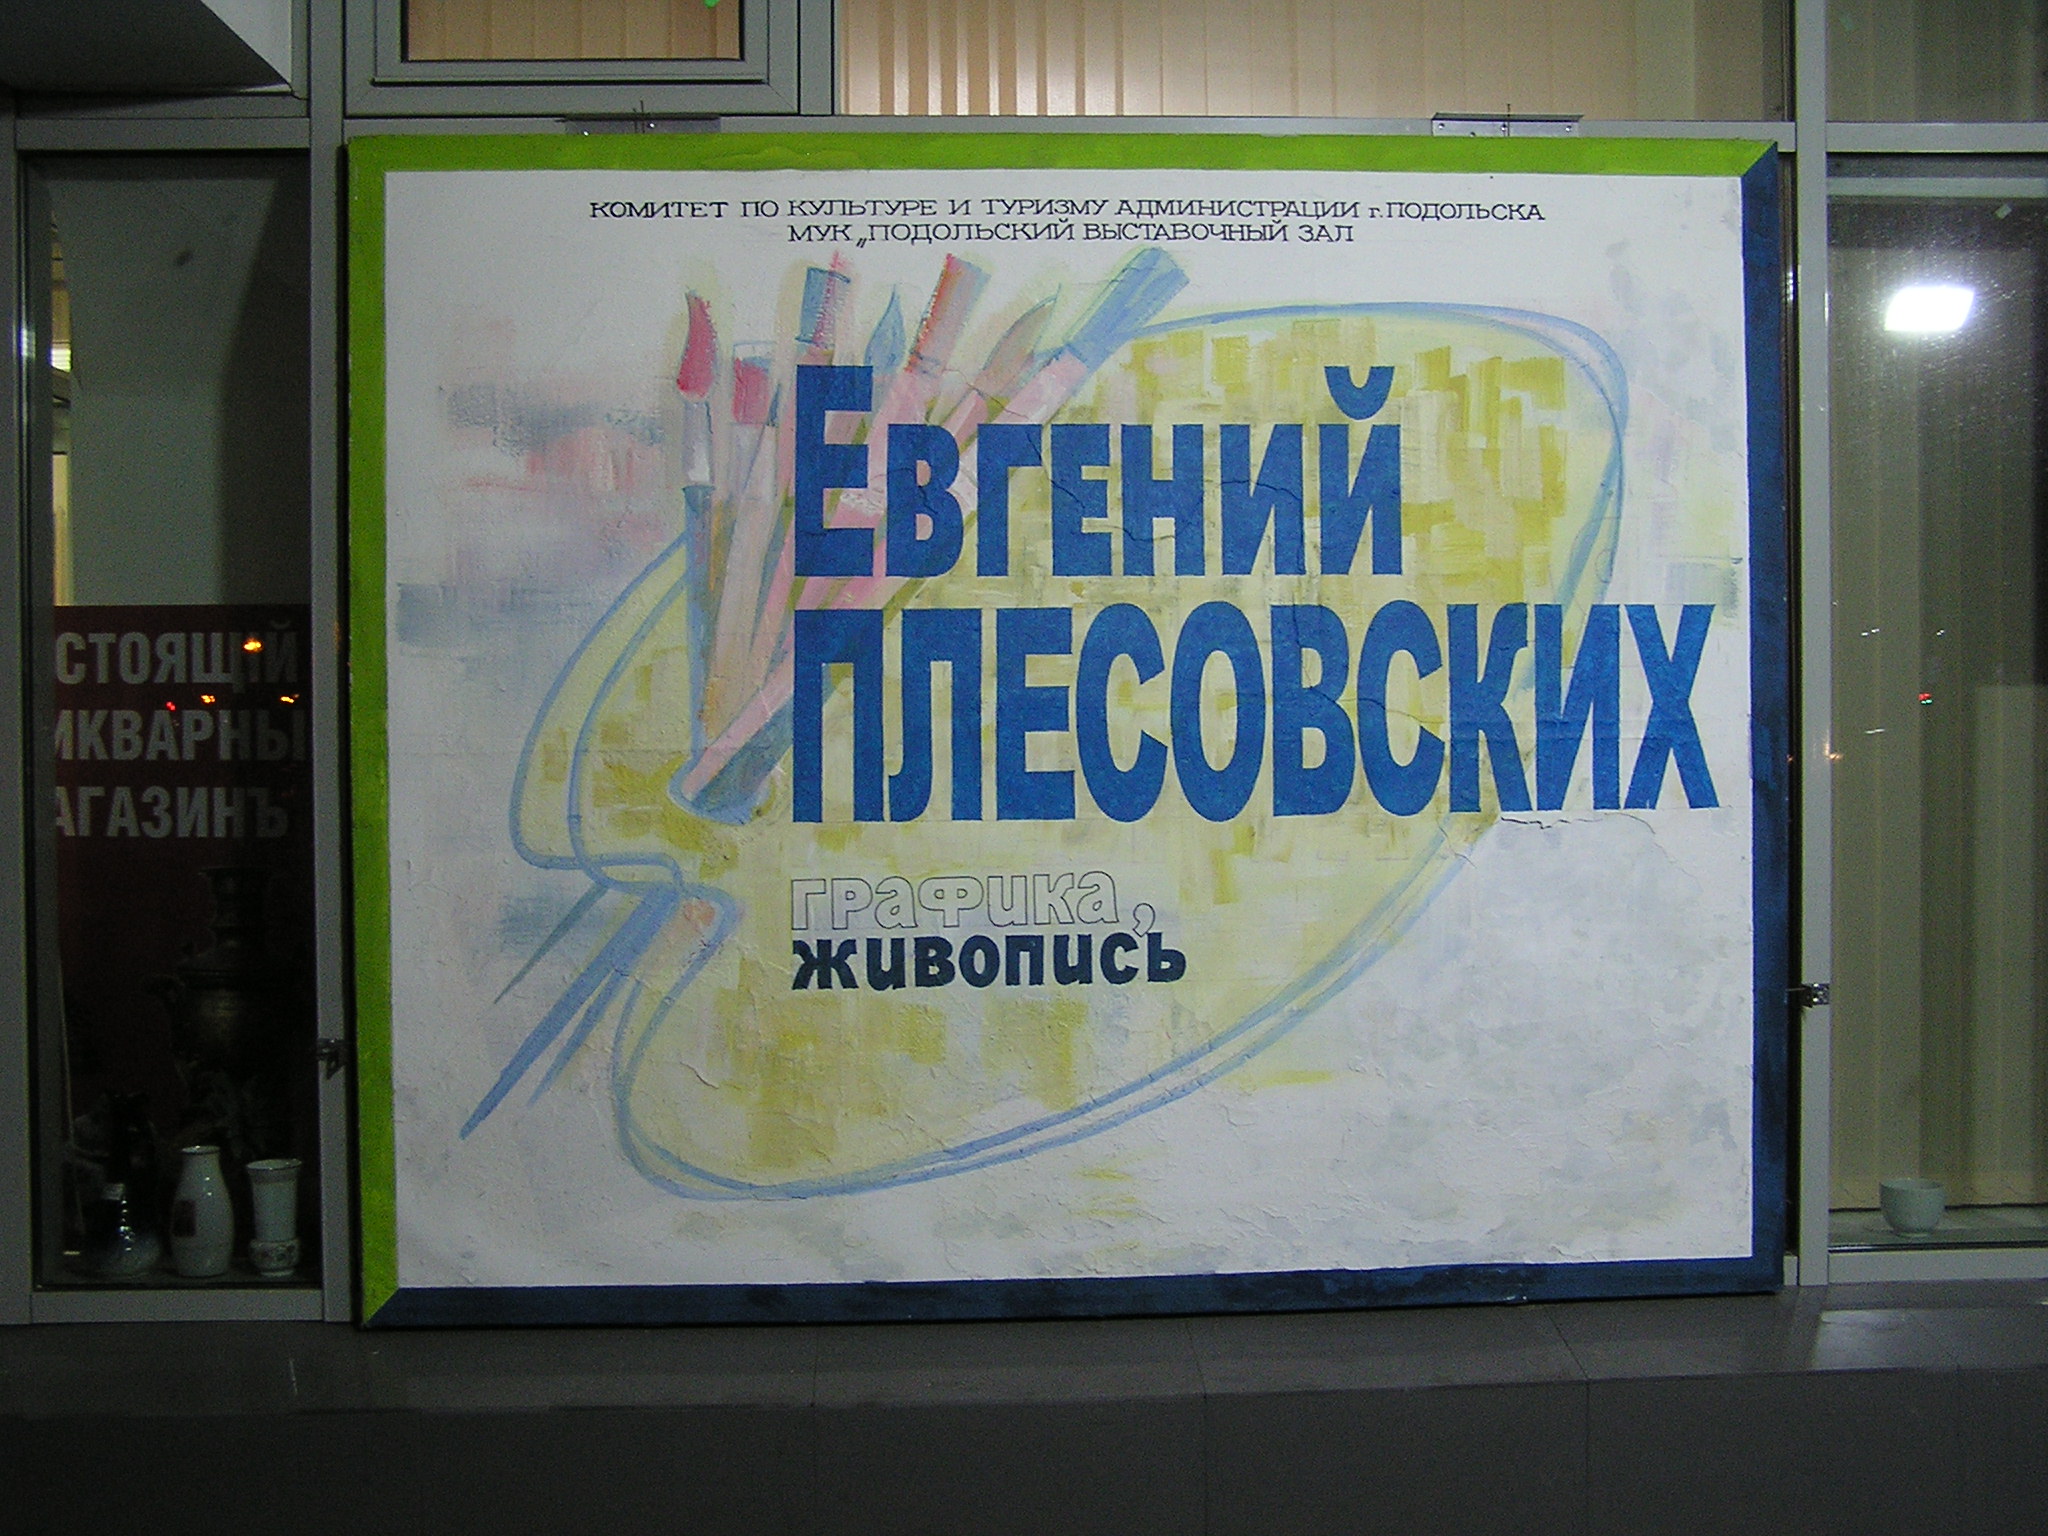 КОМИТЕТ ПО КУЛЬТУРЕ И ТУРИЗМУ АДМИНИСТРАЦИИ г.ПОДОЛЬСКА
МУК „ПОДОЛЬСКИЙ ВЫСТАВОЧНЫЙ ЗАЛ
ЕВГЕНИЙ
ПЛЕСОВСКИХ
графика,
живопись
СТОЯЩІЙ
ИКВАРНЫ
АГАЗИНЪ